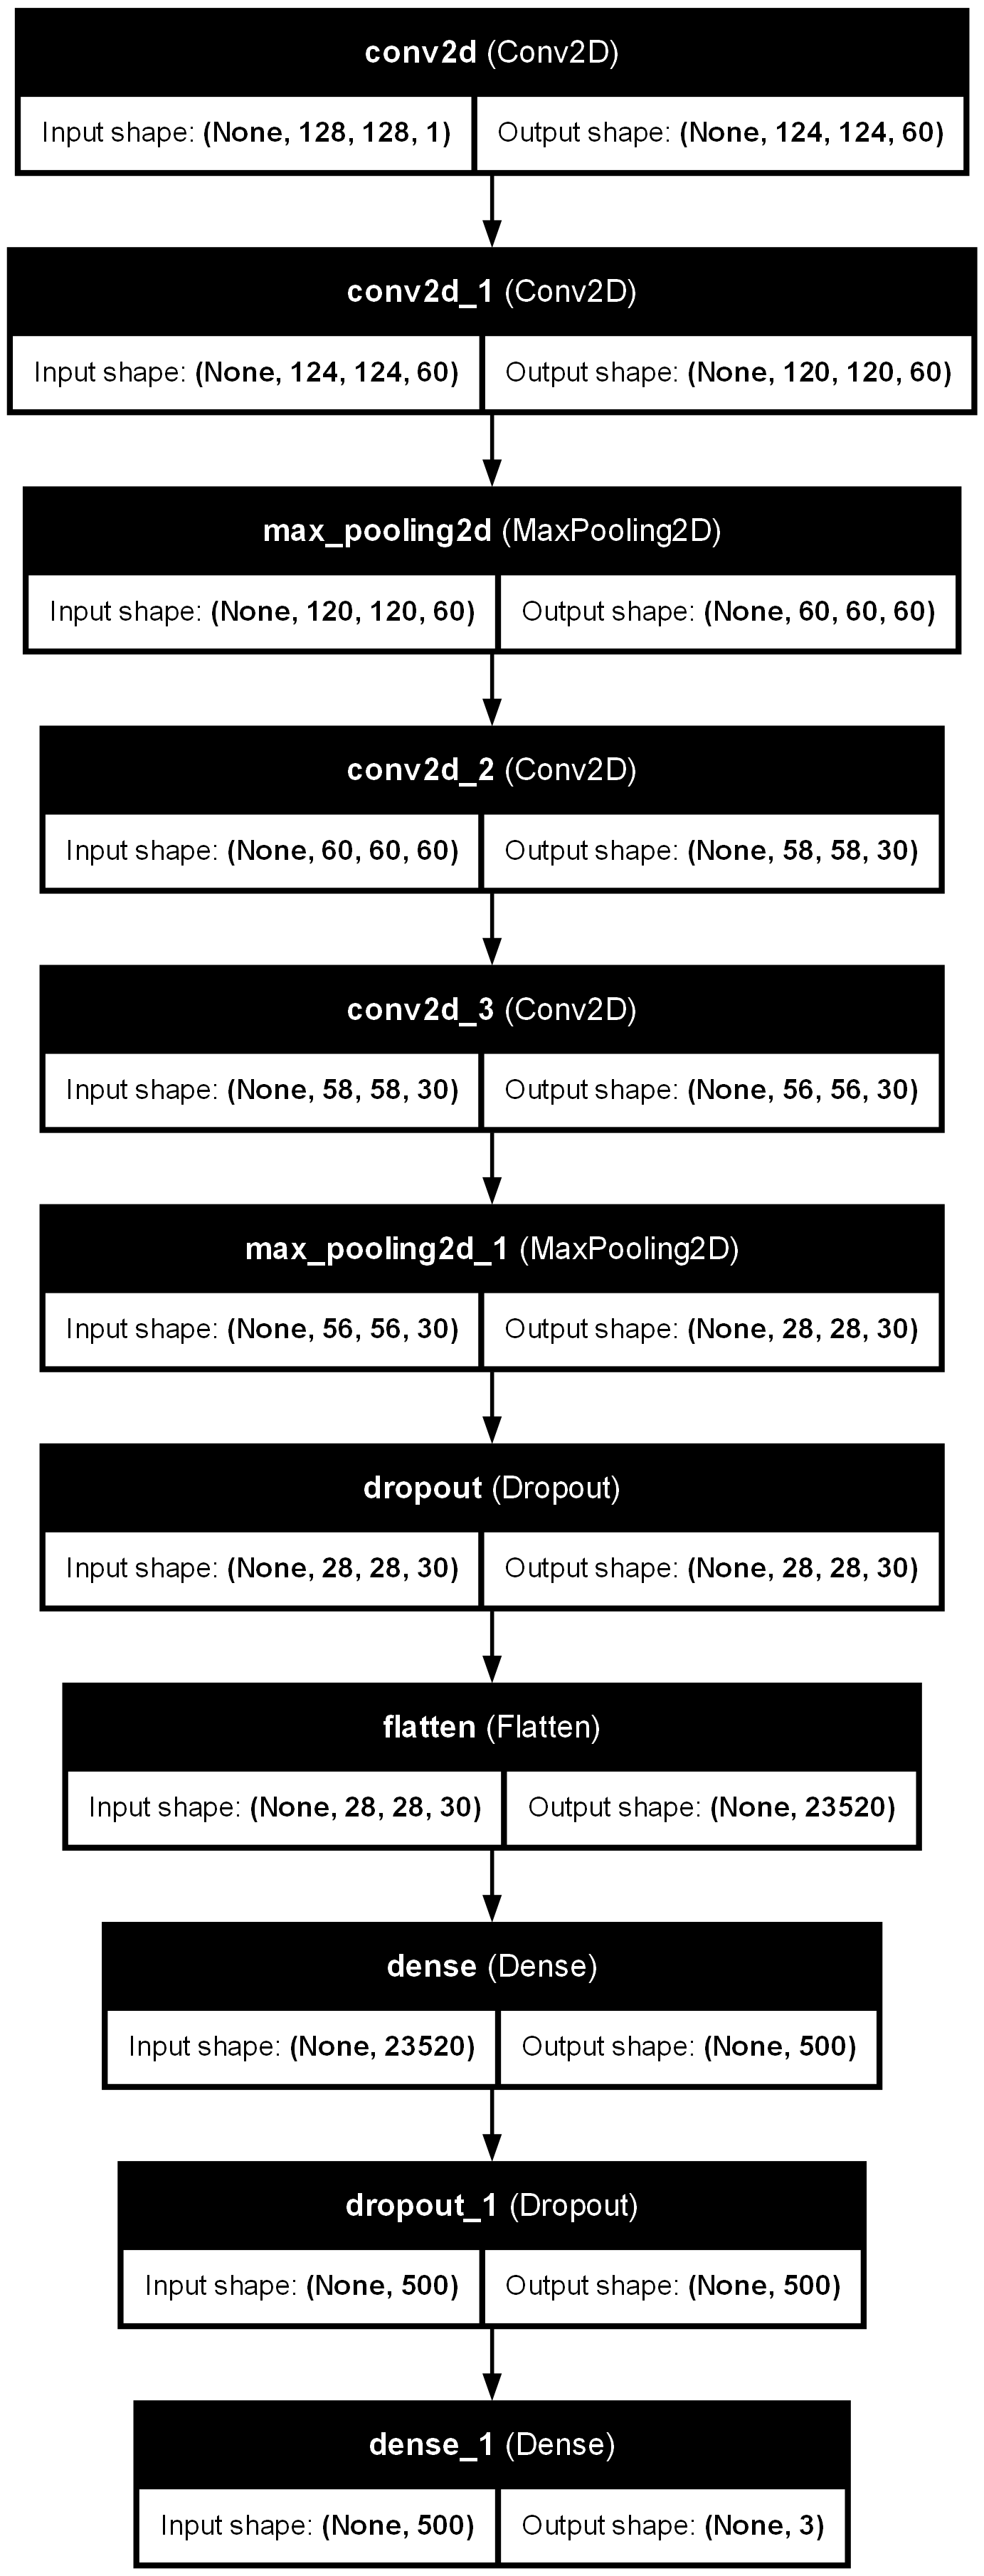 conv2d (Conv2D)
Input shape: (None, 128, 128, 1) Output shape: (None, 124, 124, 60)
conv2d_1 (Conv2D)
Input shape: (None, 124, 124, 60) Output shape: (None, 120, 120, 60)
max_pooling2d (MaxPooling2D)
Input shape: (None, 120, 120, 60) Output shape: (None, 60, 60, 60)
conv2d_2 (Conv2D)
Input shape: (None, 60, 60, 60) Output shape: (None, 58, 58, 30)
conv2d_3 (Conv2D)
Input shape: (None, 58, 58, 30) Output shape: (None, 56, 56, 30)
max_pooling2d_1 (MaxPooling2D)
Input shape: (None, 56, 56, 30) Output shape: (None, 28, 28, 30)
dropout (Dropout)
Input shape: (None, 28, 28, 30) Output shape: (None, 28, 28, 30)
flatten (Flatten)
Input shape: (None, 28, 28, 30) Output shape: (None, 23520)
dense (Dense)
Input shape: (None, 23520) Output shape: (None, 500)
dropout_1 (Dropout)
Input shape: (None, 500) Output shape: (None, 500)
dense_1 (Dense)
Input shape: (None, 500) Output shape: (None, 3)